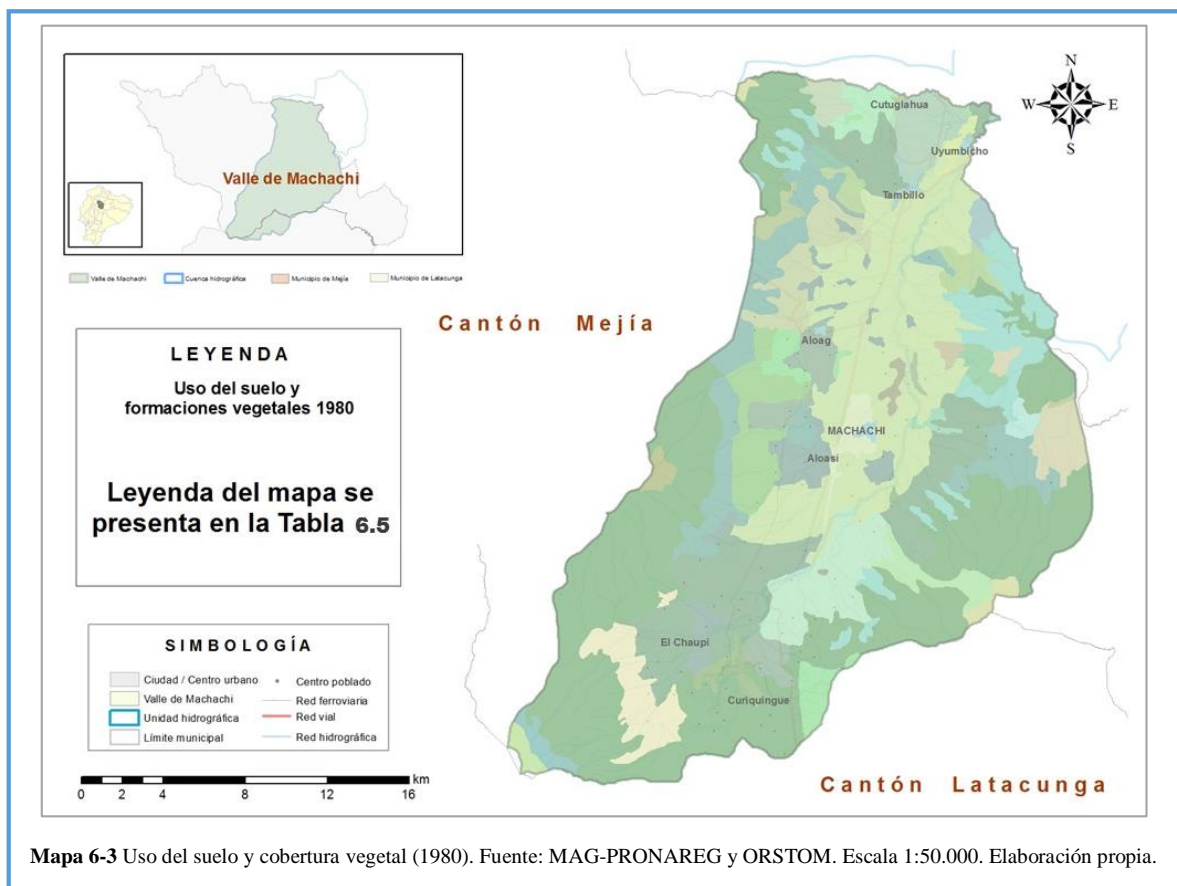 Valle de Machachi
Valle de Machachi
Cuenca hidrográfica
Municipio de Mejía
Municipio de Latacunga
LEYENDA
Uso del suelo y
formaciones vegetales 1980
Leyenda del mapa se
presenta en la Tabla 6.5
SIMBOLOGÍA
Ciudad / Centro urbano
Centro poblado
Valle de Machachi
Red ferroviaria
Unidad hidrográfica
Red vial
Límite municipal
Red hidrográfica
km
0 2 4 8 12 16
Cantón Mejía
N
W E
S
Cutuglahua
Uyumbicho
Tambillo
Aloag
MACHACHI
Aloasi
El Chaupi
Curiquingue
Cantón Latacunga
Mapa 6-3 Uso del suelo y cobertura vegetal (1980). Fuente: MAG-PRONAREG y ORSTOM. Escala 1:50.000. Elaboración propia.